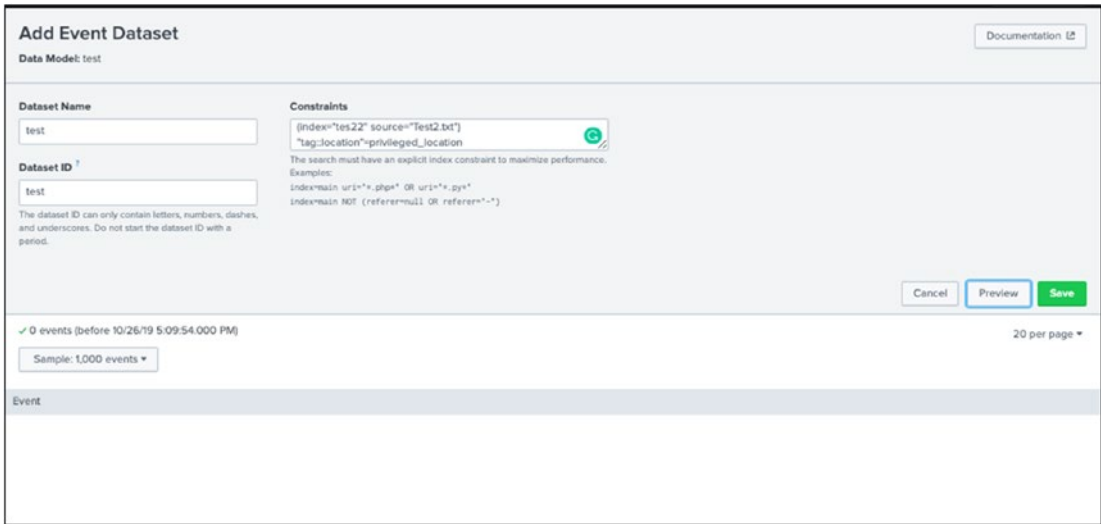 Add Event Dataset
Documentation
Data Model: test
Dataset Name
test
Dataset ID ?
test
The dataset ID can only contain letters, numbers, dashes,
and underscores. Do not start the dataset ID with a
period.
Constraints
(index="tes22" source="Test2.txt")
"tag::location"=privileged_location
The search must have an explicit index constraint to maximize performance.
Examples:
index=main uri="*.php*" OR uri="*.py*"
index=main NOT (referer=null OR referer="-")
Cancel
Preview
Save
✓ 0 events (before 10/26/19 5:09:54.000 PM)
20 per page
Sample: 1,000 events
Event